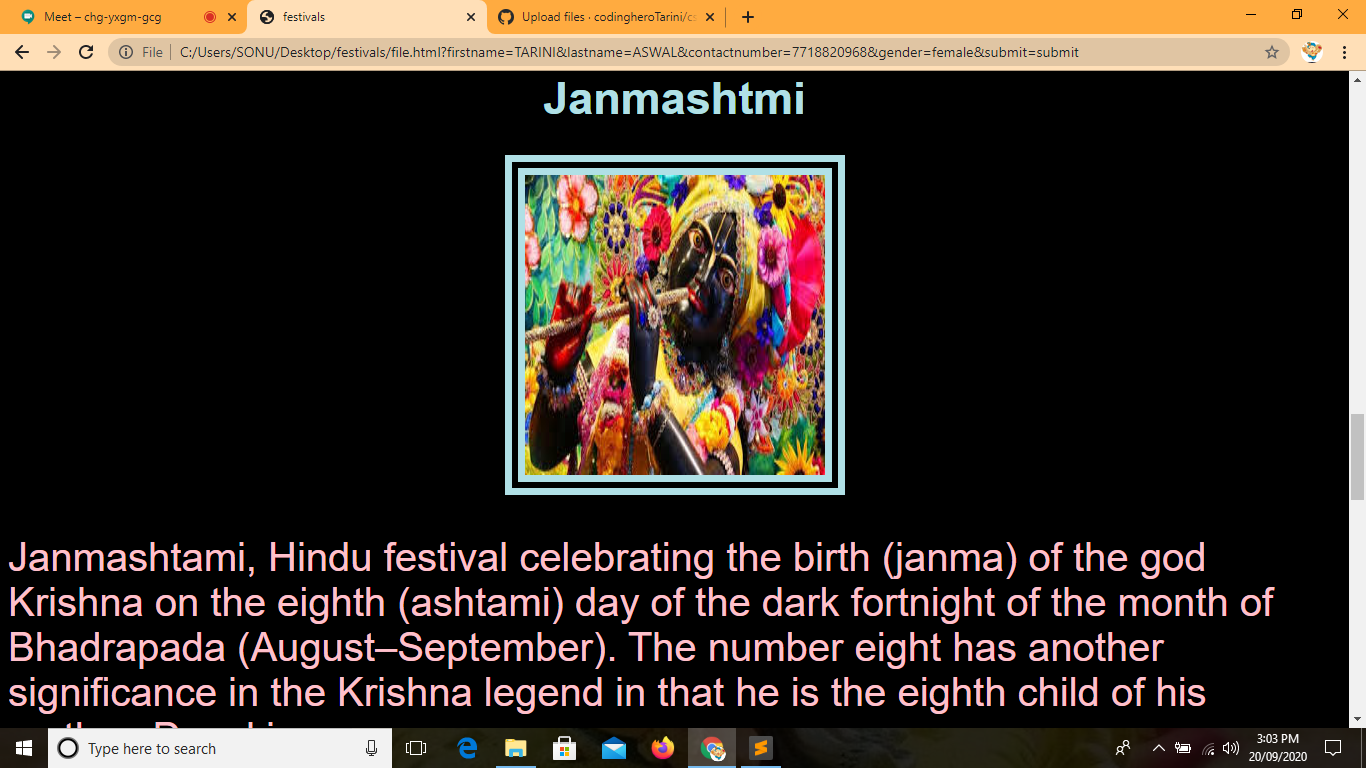 Meet – chg-yxgm-gcg
festivals
Upload files · codingheroTarini/cs
File
C:/Users/SONU/Desktop/festivals/file.html?firstname=TARINI&lastname=ASWAL&contactnumber=7718820968&gender=female&submit=submit
Janmashtmi
Janmashtami, Hindu festival celebrating the birth (janma) of the god
Krishna on the eighth (ashtami) day of the dark fortnight of the month of
Bhadrapada (August–September). The number eight has another
significance in the Krishna legend in that he is the eighth child of his
Type here to search
3:03 PM
20/09/2020